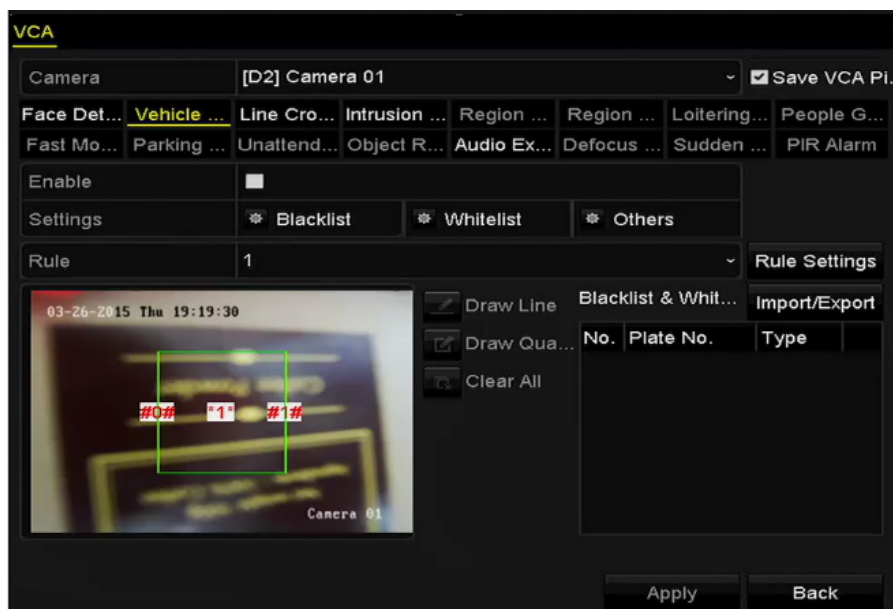 VCA
Camera [D2] Camera 01 Save VCA Pi.
Face Det... Vehicle ... Line Cro... Intrusion ... Region ... Region ... Loitering... People G...
Fast Mo... Parking ... Unattend... Object R... Audio Ex... Defocus ... Sudden ... PIR Alarm
Enable
Settings Blacklist Whitelist Others
Rule 1 Rule Settings
03-26-2015 Thu 19:19:30
#0# *1* #1#
Camera 01
Draw Line
Draw Qua...
Clear All
Blacklist & Whit... Import/Export
No. Plate No. Type
Apply Back